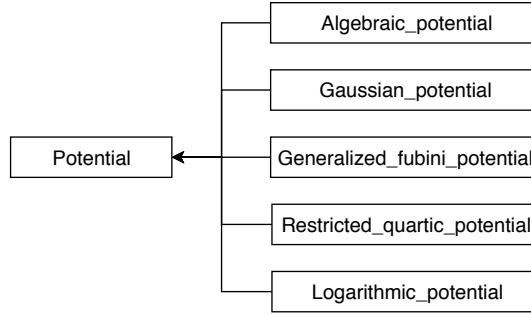 Algebraic_potential
Gaussian_potential
Potential
Generalized_fubini_potential
Restricted_quartic_potential
Logarithmic_potential